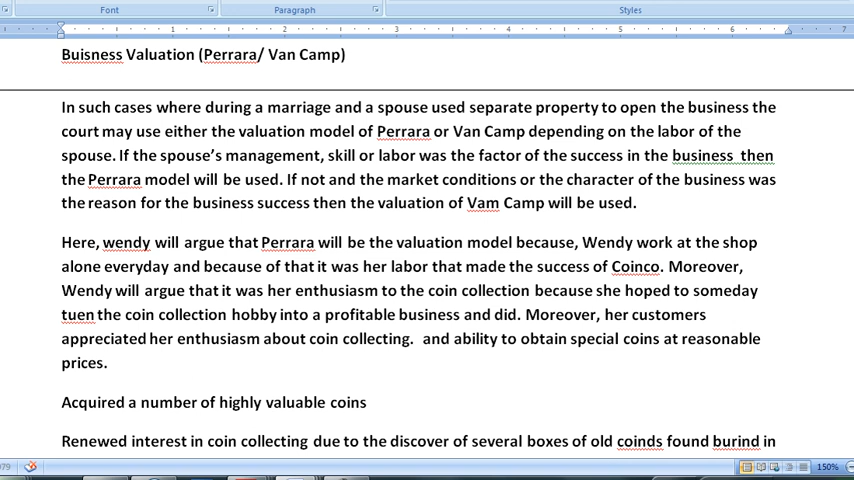 Font Paragraph Styles
1 2 3 4 5 6 7
Buisness Valuation (Perrara/ Van Camp)
In such cases where during a marriage and a spouse used separate property to open the business the
court may use either the valuation model of Perrara or Van Camp depending on the labor of the
spouse. If the spouse's management, skill or labor was the factor of the success in the business  then
the Perrara model will be used. If not and the market conditions or the character of the business was
the reason for the business success then the valuation of Vam Camp will be used.
Here, wendy will argue that Perrara will be the valuation model because, Wendy work at the shop
alone everyday and because of that it was her labor that made the success of Coinco. Moreover,
Wendy will argue that it was her enthusiasm to the coin collection because she hoped to someday
tuen the coin collection hobby into a profitable business and did. Moreover, her customers
appreciated her enthusiasm about coin collecting.  and ability to obtain special coins at reasonable
prices.
Acquired a number of highly valuable coins
Renewed interest in coin collecting due to the discover of several boxes of old coinds found burind in
079 150%